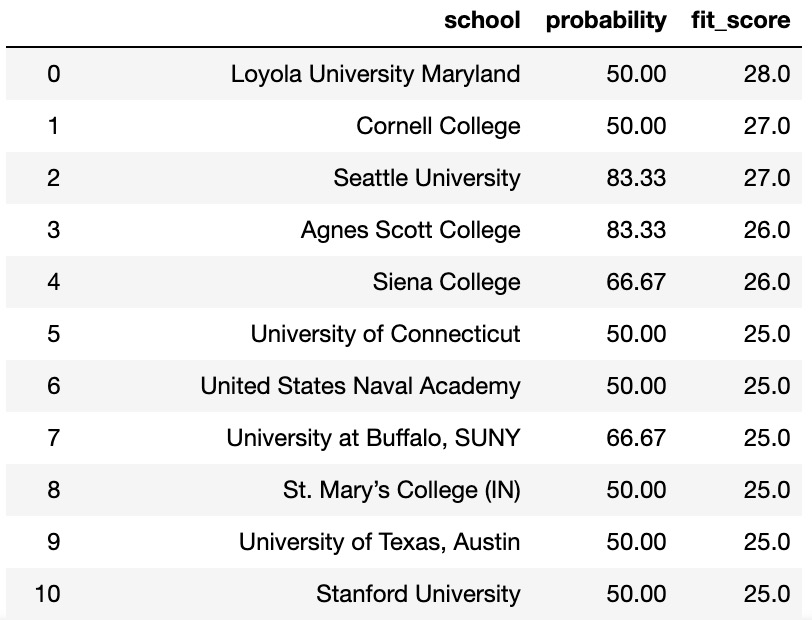 school probability fit_score
0 Loyola University Maryland 50.00 28.0
1 Cornell College 50.00 27.0
2 Seattle University 83.33 27.0
3 Agnes Scott College 83.33 26.0
4 Siena College 66.67 26.0
5 University of Connecticut 50.00 25.0
6 United States Naval Academy 50.00 25.0
7 University at Buffalo, SUNY 66.67 25.0
8 St. Mary’s College (IN) 50.00 25.0
9 University of Texas, Austin 50.00 25.0
10 Stanford University 50.00 25.0